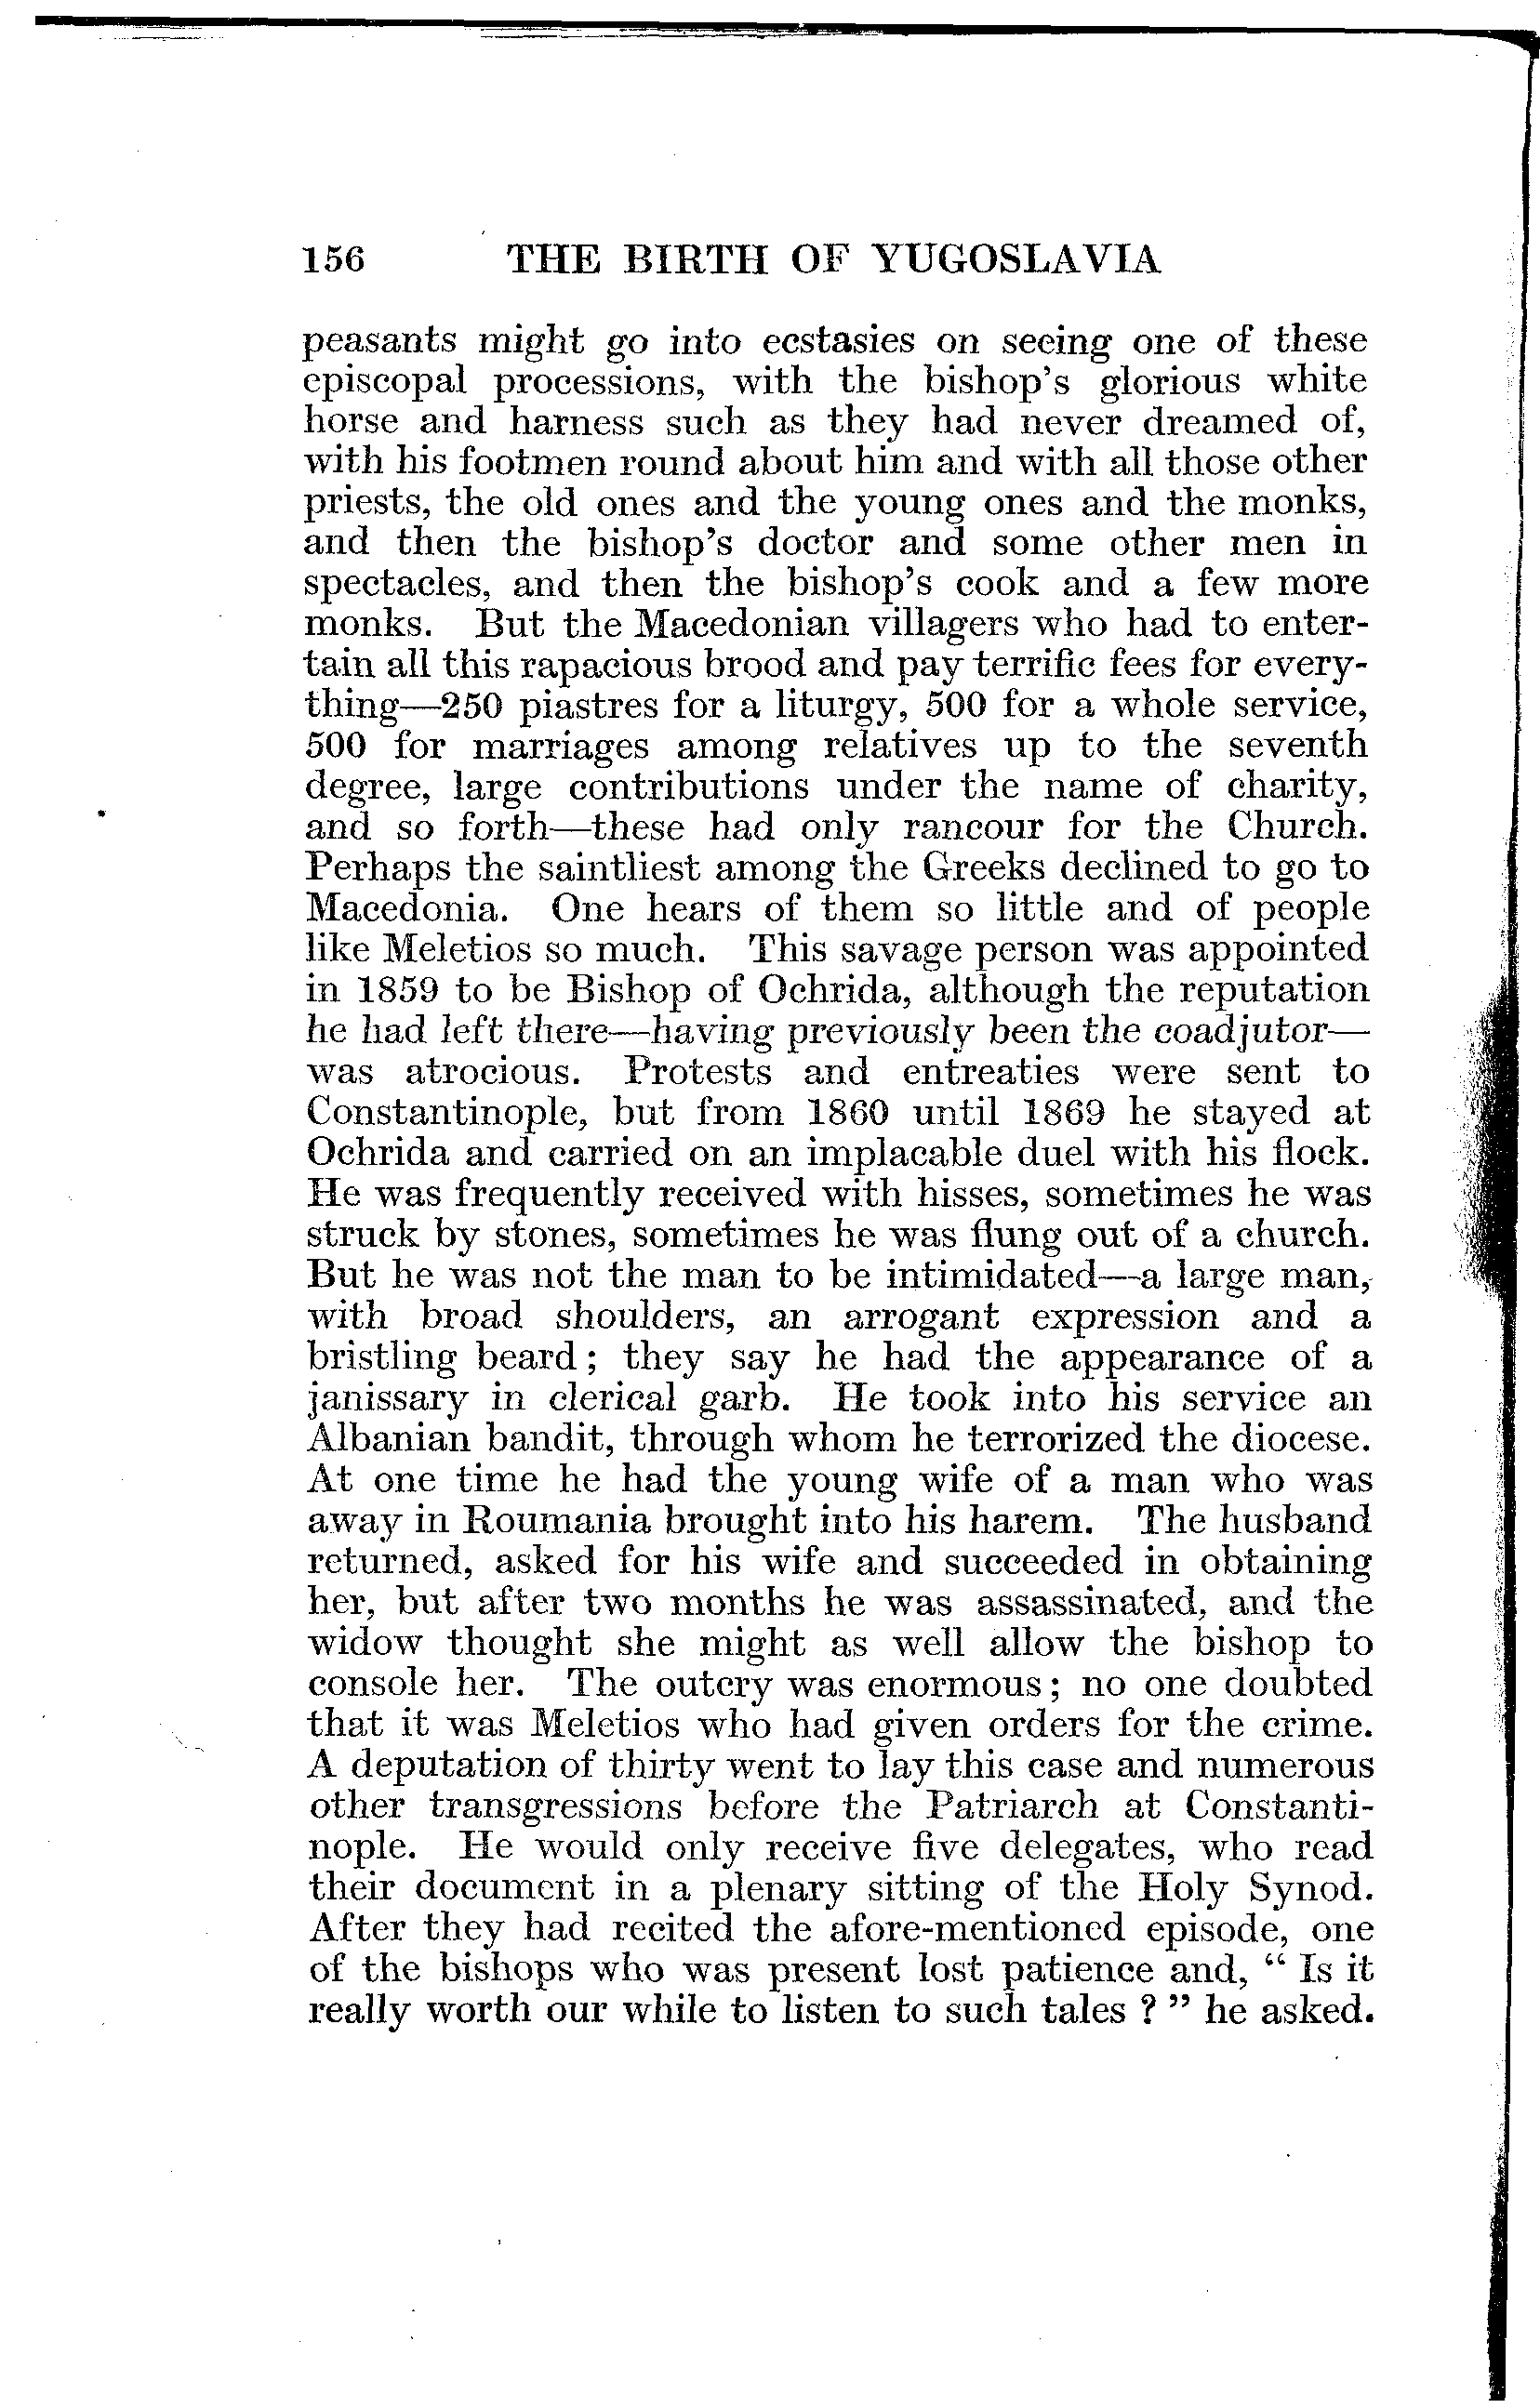 156 THE BIRTH OF YUGOSLAVIA
peasants might go into ecstasies on seeing one of these
episcopal processions, with the bishop's glorious white
horse and harness such as they had never dreamed of,
with his footmen round about him and with all those other
priests, the old ones and the young ones and the monks,
and then the bishop's doctor and some other men in
spectacles, and then the bishop's cook and a few more
monks. But the Macedonian villagers who had to enter-
tain all this rapacious brood and pay terrific fees for every-
thing—250 piastres for a liturgy, 500 for a whole service,
500 for marriages among relatives up to the seventh
degree, large contributions under the name of charity,
and so forth—these had only rancour for the Church.
Perhaps the saintliest among the Greeks declined to go to
Macedonia. One hears of them so little and of people
like Meletios so much. This savage person was appointed
in 1859 to be Bishop of Ochrida, although the reputation
he had left there—having previously been the coadjutor—
was atrocious. Protests and entreaties were sent to
Constantinople, but from 1860 until 1869 he stayed at
Ochrida and carried on an implacable duel with his flock.
He was frequently received with hisses, sometimes he was
struck by stones, sometimes he was flung out of a church.
But he was not the man to be intimidated—a large man,
with broad shoulders, an arrogant expression and a
bristling beard; they say he had the appearance of a
janissary in clerical garb. He took into his service an
Albanian bandit, through whom he terrorized the diocese.
At one time he had the young wife of a man who was
away in Roumania brought into his harem. The husband
returned, asked for his wife and succeeded in obtaining
her, but after two months he was assassinated, and the
widow thought she might as well allow the bishop to
console her. The outcry was enormous; no one doubted
that it was Meletios who had given orders for the crime.
A deputation of thirty went to lay this case and numerous
other transgressions before the Patriarch at Constanti-
nople. He would only receive five delegates, who read
their document in a plenary sitting of the Holy Synod.
After they had recited the afore-mentioned episode, one
of the bishops who was present lost patience and, “ Is it
really worth our while to listen to such tales ? ” he asked.